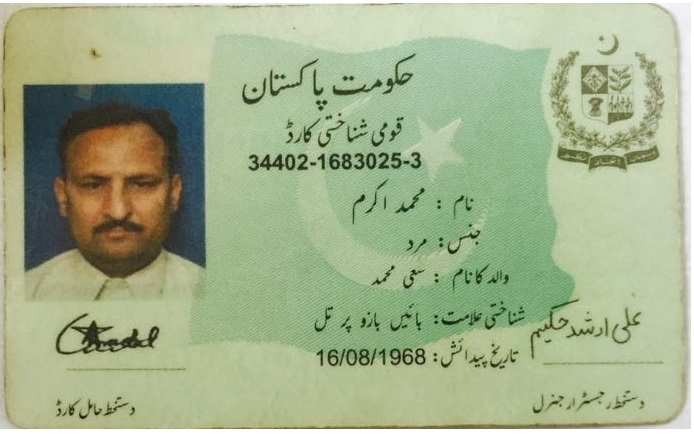 حکومت پاکستان
قومی شناختی کارڈ
34402-1683025-3
نام : محمد اکرم
جنس: مرد
والد کا نام : سعی محمد
شناختی علامت: بائیں بازو پر تل
تاریخ پیدائش: 16/08/1968
علی ارشد حکیم
دستخط رجسٹرار جنرل
دستخط حامل کارڈ